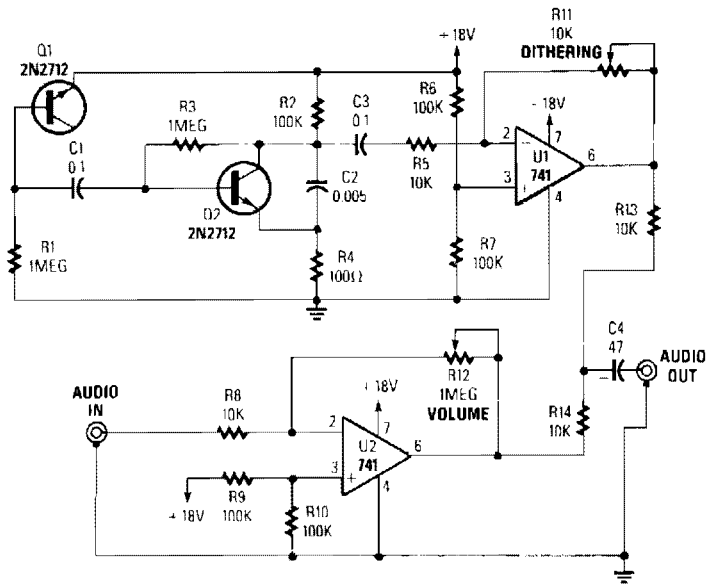 Q1
2N2712
R3
1MEG
C1
0.1
R1
1MEG
Q2
2N2712
R2
100K
C3
0.1
C2
0.005
R4
100Ω
+18V
R6
100K
R5
10K
R7
100K
R11
10K
DITHERING
- 18V
7
2
-
U1
741
6
3
+
4
R13
10K
C4
47
AUDIO
OUT
R14
10K
AUDIO
IN
R8
10K
R12
1MEG
VOLUME
+ 18V
7
2
U2
741
6
3
+
4
R9
100K
+ 18V
R10
100K